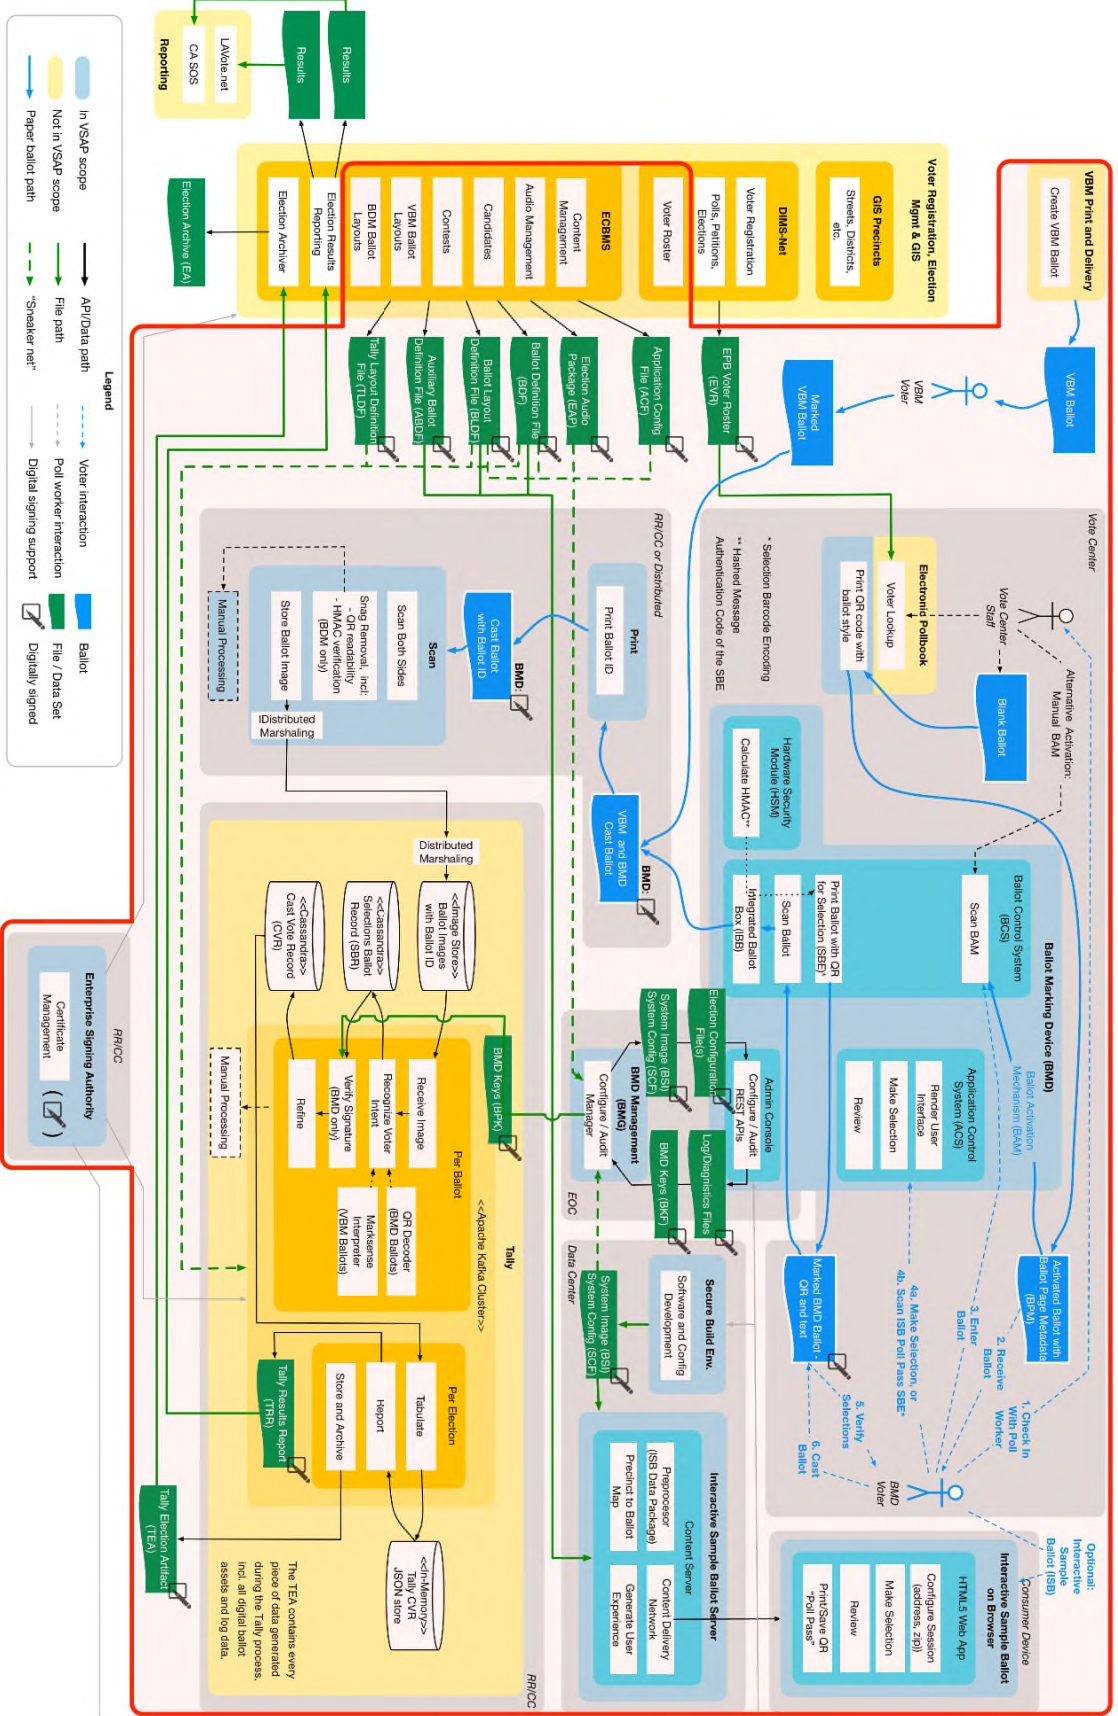 VBM Print and Delivery
Create VBM Ballot
VBM Ballot
VBM
Voter
Marked
VBM Ballot
Voter Registration, Election
Mgmt & GIS
GIS Precincts
Streets, Districts,
etc.
DIMS-Net
Voter Registration
Polls, Petitions,
Elections
Voter Roster
ECBMS
Content
Management
Audio Management
Candidates
Contests
VBM Ballot
Layouts
BDM Ballot
Layouts
Election Results
Reporting
Election Archiver
Results
Results
Reporting
LAVote.net
CA SOS
Election Archive (EA)
EPB Voter Roster
(EVR)
Application Config
File (ACF)
Election Audio
Package (EAP)
Ballot Definition File
(BDF)
Ballot Layout
Definition File (BLDF)
Auxiliary Ballot
Definition File (ABDF)
Tally Layout Definition
File (TLDF)
Vote Center
Vote Center
Staff
Alternative Activation:
Manual BAM
Electronic Pollbook
Voter Lookup
Print QR code with
ballot style
Blank Ballot
* Selection Barcode Encoding
** Hashed Message
Authentication Code of the SBE
Ballot Marking Device (BMD)
Ballot Control System
(BCS)
Scan BAM
Print Ballot with QR
for Selection (SBE)*
Scan Ballot
Integrated Ballot
Box (IBB)
Hardware Security
Module (HSM)
Calculate HMAC**
Ballot Activation
Mechanism (BAM)
Application Control
System (ACS)
Render User
Interface
Make Selection
Review
Activated Ballot with
Ballot Page Metadata
(BPM)
Marked BMD Ballot -
QR and text
1. Check In
With Poll
Worker
2. Receive
Ballot
3. Enter
Ballot
4a. Make Selection, or
4b. Scan ISB Poll Pass SBE*
5. Verify
Selections
6. Cast
Ballot
BMD
Voter
Optional:
Interactive
Sample
Ballot (ISB)
Consumer Device
Interactive Sample Ballot
on Browser
HTML5 Web App
Configure Session
(address, zip))
Make Selection
Review
Print/Save QR
"Poll Pass"
RR/CC or Distributed
Print
Print Ballot ID
VBM and BMD
Cast Ballot
BMD:
Cast Ballot
with Ballot ID
BMD:
Scan
Scan Both Sides
Snag Removal, incl:
- QR readability
- HMAC verification
(BDM only)
Store Ballot Image
Manual Processing
IDistributed
Marshaling
EOC
Admin Console
Configure / Audit
REST APIs
Election Configuration
File(s)
System Image (BSI)
System Config (SCF)
Log/Diagnostics Files
BMD Keys (BKF)
BMD Management
(BMG)
Configure / Audit
Manager
Data Center
Secure Build Env.
Software and Config
Development
System Image (BSI)
System Config (SCF)
Interactive Sample Ballot Server
Content Server
Preprocesor
(ISB Data Package)
Precinct to Ballot
Map
Content Delivery
Network
Generate User
Experience
RR/CC
Tally
<<Apache Kafka Cluster>>
Distributed
Marshaling
<<Image Store>>
Ballot Images
with Ballot ID
<<Cassandra>>
Selections Ballot
Record (SBR)
<<Cassandra>>
Cast Vote Record
(CVR)
BMD Keys (BPK)
Per Ballot
Receive Image
Recognize Voter
Intent
Verify Signature
(BMD only)
Refine
QR Decoder
(BMD Ballots)
Marksense
Interpreter
(VBM Ballots)
Manual Processing
Per Election
Tabulate
Report
Store and Archive
<<In-Memory>>
Tally CVR
JSON store
Tally Results Report
(TRR)
Tally Election Artifact
(TEA)
The TEA contains every
piece of data generated
during the Tally process,
incl. all digital ballot
assets and log data.
RR/CC
Enterprise Signing Authority
Certificate
Management
( )
Legend
In VSAP scope
Not in VSAP scope
Paper ballot path
API/Data path
File path
"Sneaker net"
Voter interaction
Poll worker interaction
Digital signing support
Ballot
File / Data Set
Digitally signed